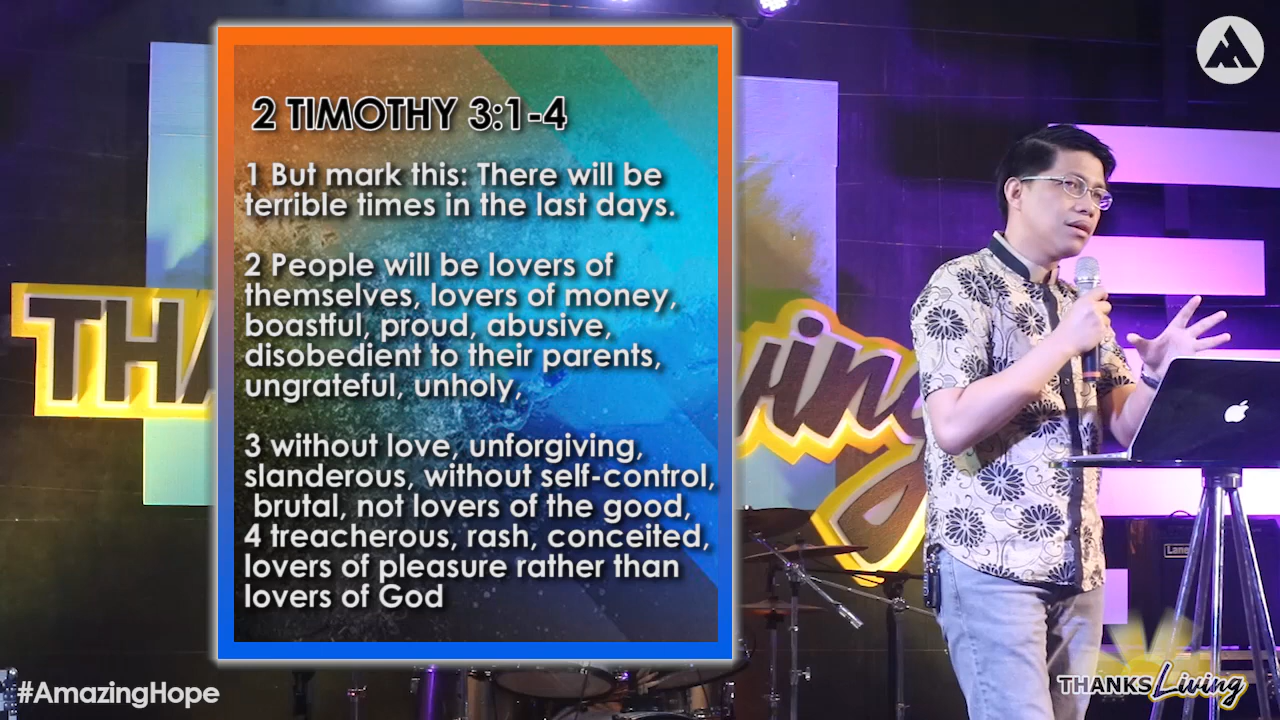 2 TIMOTHY 3:1-4
1 But mark this: There will be
terrible times in the last days.
2 People will be lovers of
themselves, lovers of money,
boastful, proud, abusive,
disobedient to their parents,
ungrateful, unholy,
3 without love, unforgiving,
slanderous, without self-control,
brutal, not lovers of the good,
4 treacherous, rash, conceited,
lovers of pleasure rather than
lovers of God
THA
ving
Lane
#AmazingHope
THANKS Living